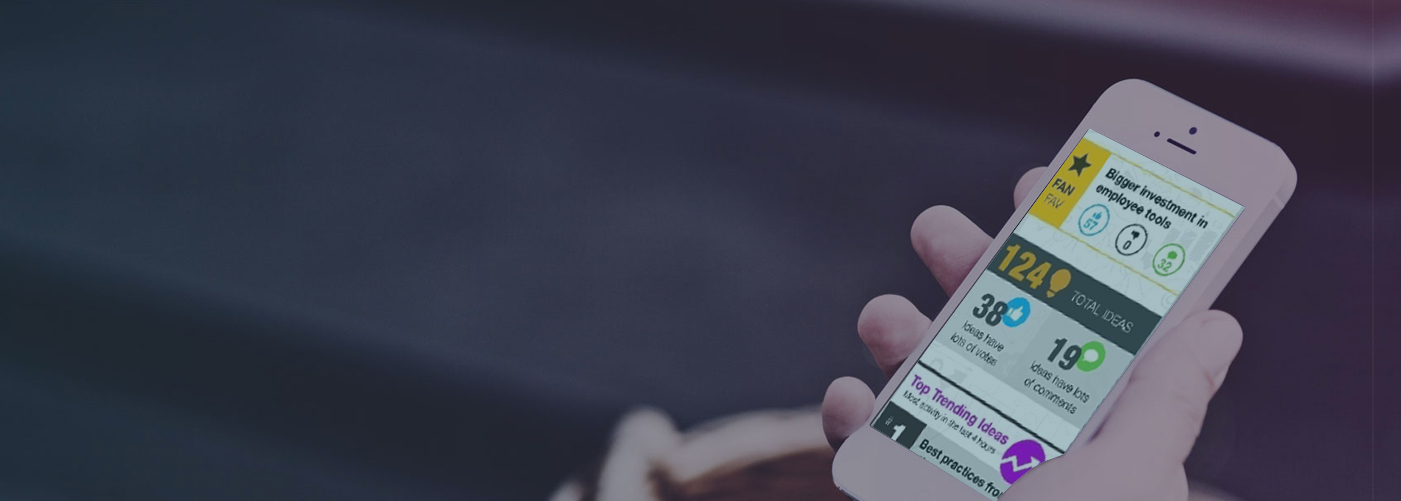 FAN
FAV
Bigger investment in
employee tools
57
0
32
124
TOTAL IDEAS
38
ideas have
lots of votes
19
ideas have lots
of comments
Top Trending Ideas
Most activity in the last 4 hours
#1
Best practices fro